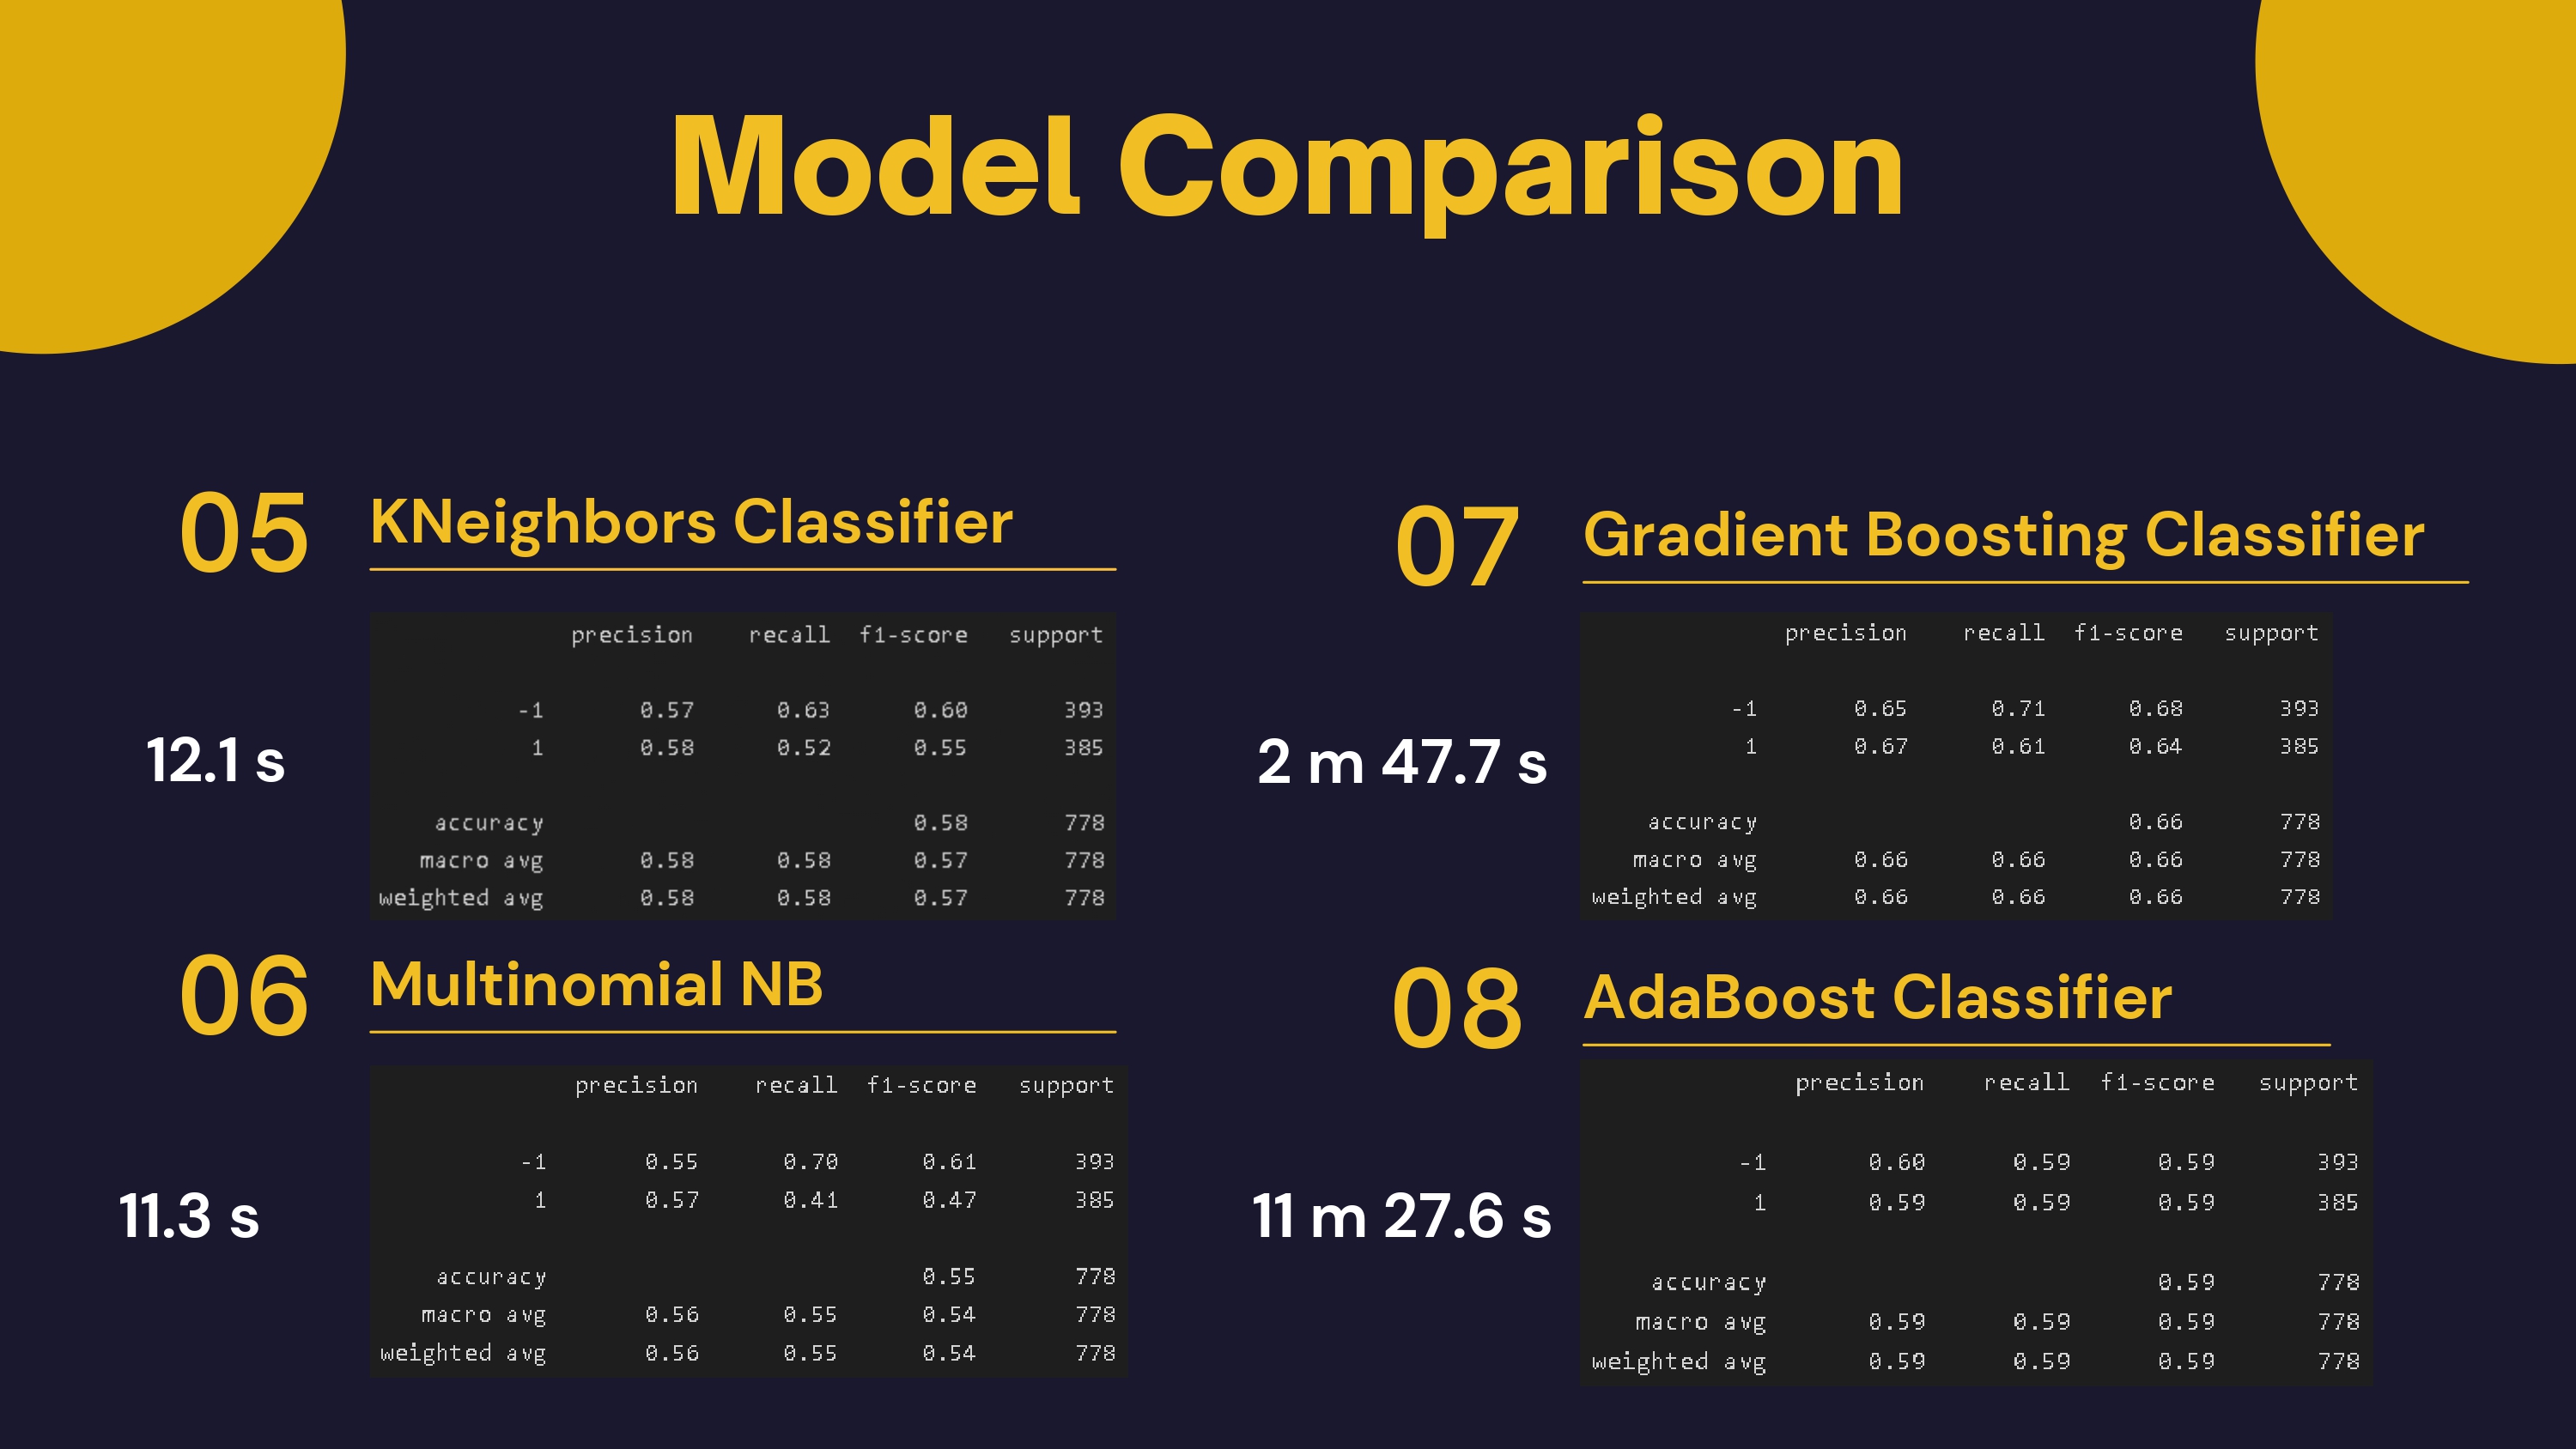 Model Comparison
05 KNeighbors Classifier
precision recall f1-score support
-1 0.57 0.63 0.60 393
1 0.58 0.52 0.55 385
12.1 s
accuracy 0.58 778
macro avg 0.58 0.58 0.57 778
weighted avg 0.58 0.58 0.57 778
06 Multinomial NB
precision recall f1-score support
-1 0.55 0.70 0.61 393
1 0.57 0.41 0.47 385
11.3 s
accuracy 0.55 778
macro avg 0.56 0.55 0.54 778
weighted avg 0.56 0.55 0.54 778
07 Gradient Boosting Classifier
precision recall f1-score support
-1 0.65 0.71 0.68 393
1 0.67 0.61 0.64 385
2 m 47.7 s
accuracy 0.66 778
macro avg 0.66 0.66 0.66 778
weighted avg 0.66 0.66 0.66 778
08 AdaBoost Classifier
precision recall f1-score support
-1 0.60 0.59 0.59 393
1 0.59 0.59 0.59 385
11 m 27.6 s
accuracy 0.59 778
macro avg 0.59 0.59 0.59 778
weighted avg 0.59 0.59 0.59 778